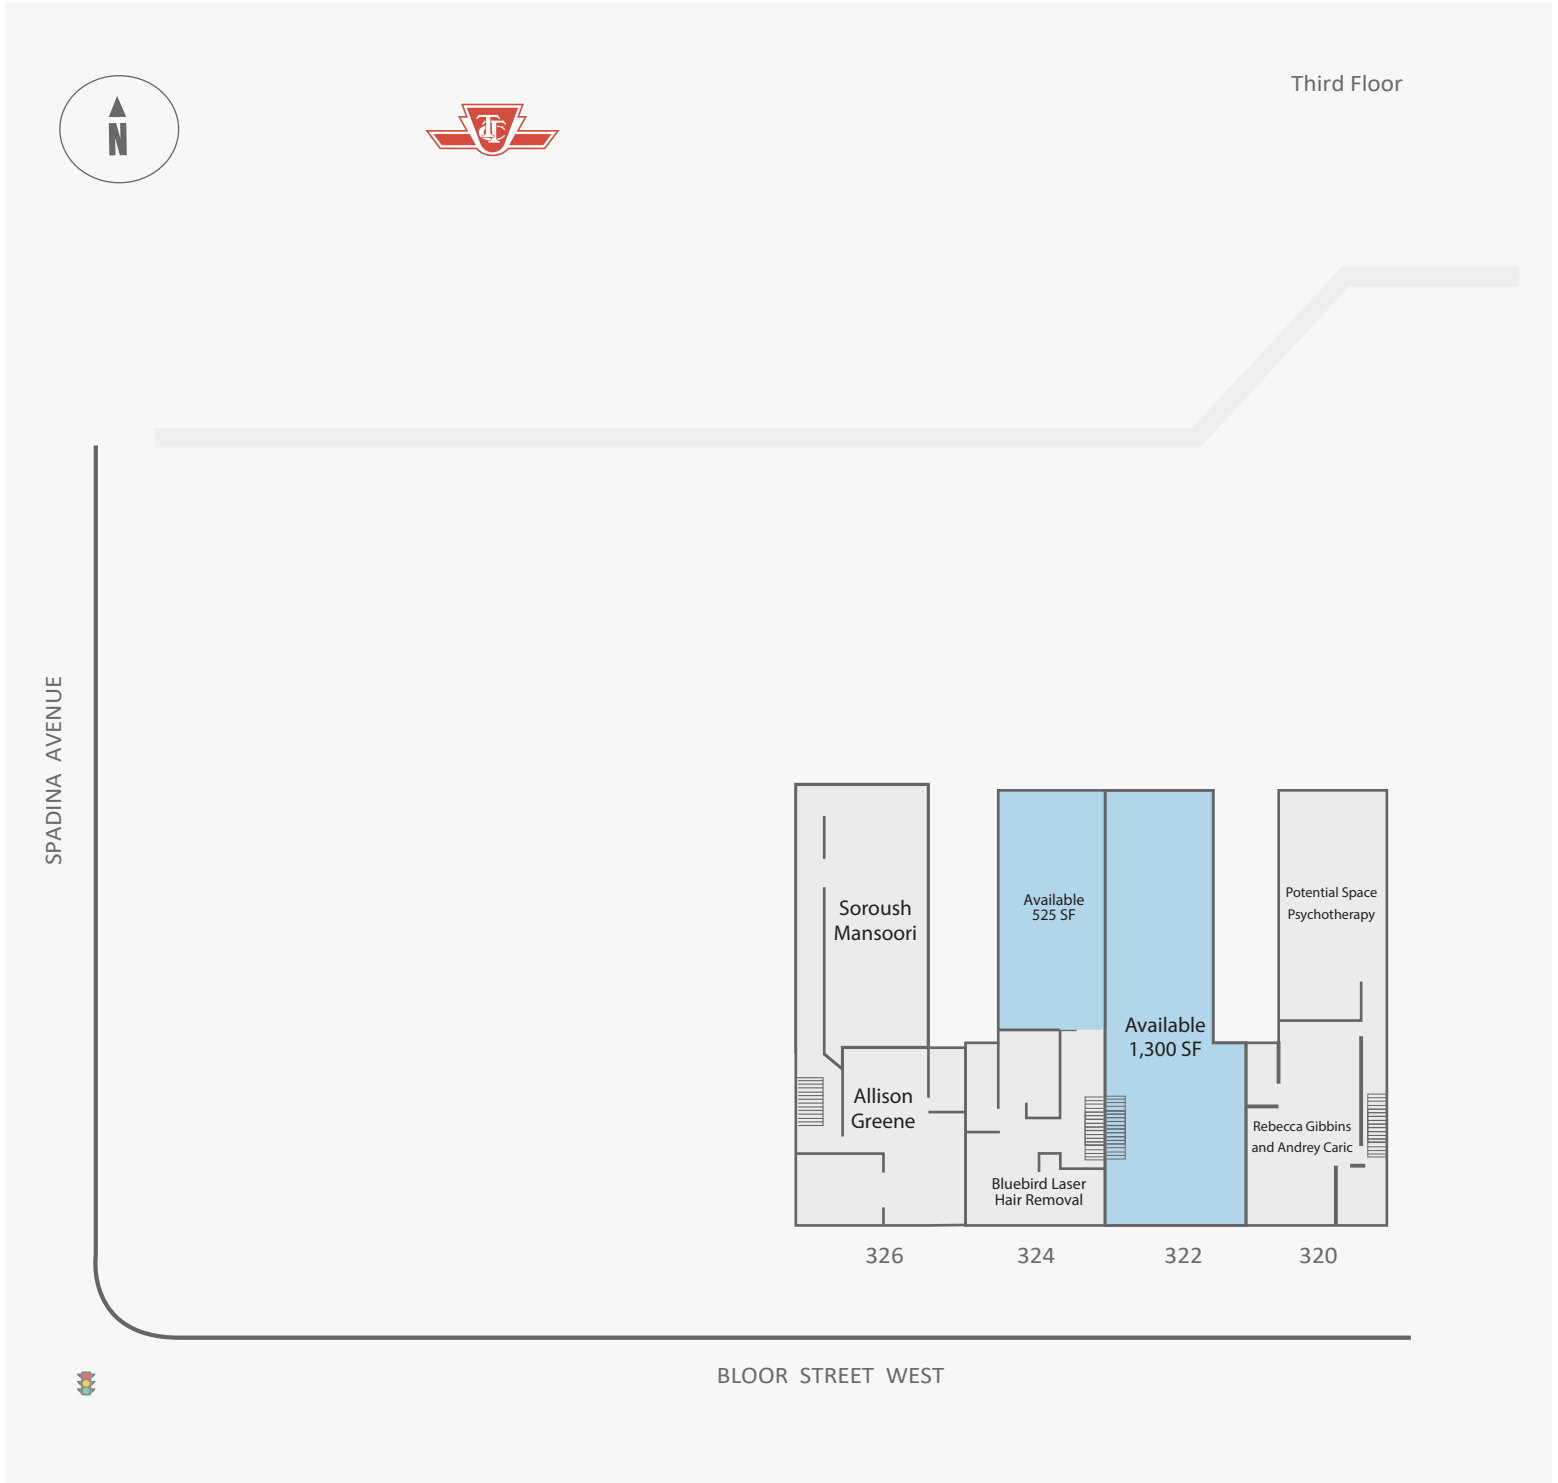 Third Floor
N
TTC
SPADINA AVENUE
Soroush
Mansoori
Available
525 SF
Potential Space
Psychotherapy
Available
1,300 SF
Allison
Greene
Rebecca Gibbins
and Andrey Caric
Bluebird Laser
Hair Removal
326
324
322
320
BLOOR STREET WEST